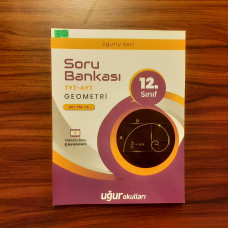 uğurlu seri
Soru
Bankası
TYT-AYT
GEOMETRİ
12.
Sınıf
uğur okulları